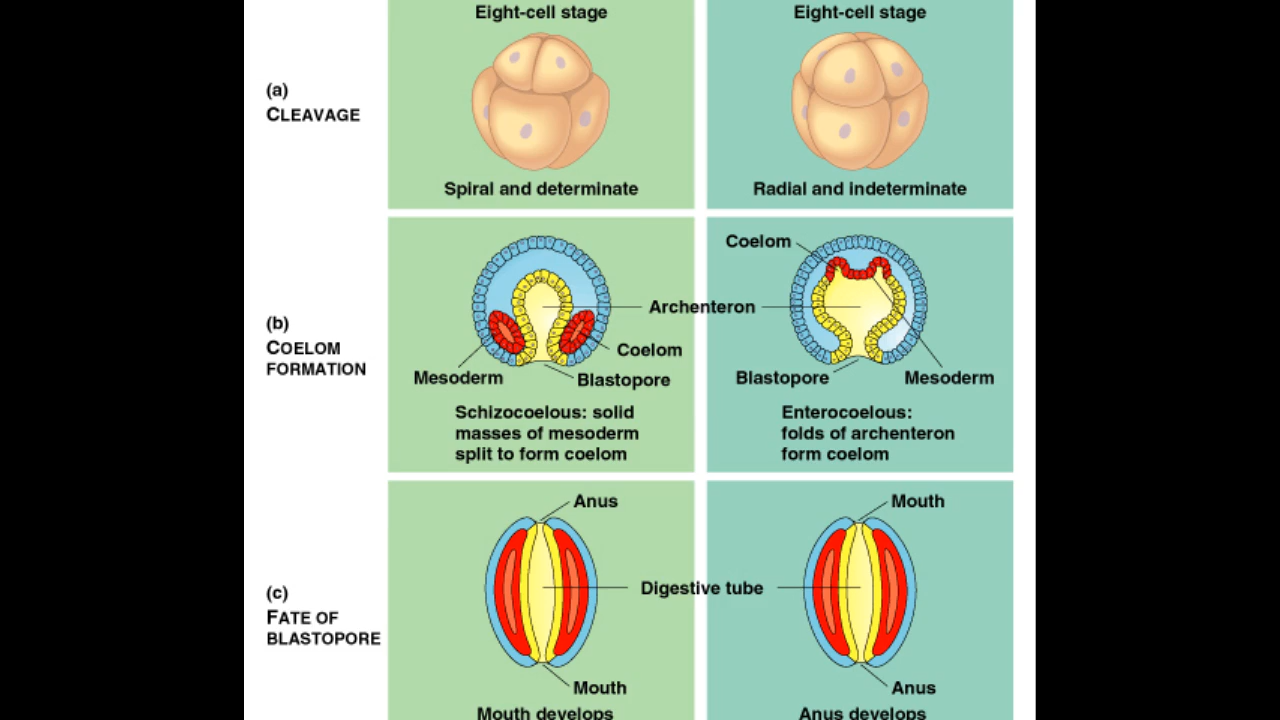 Eight-cell stage
Eight-cell stage
(a)
CLEAVAGE
Spiral and determinate
Radial and indeterminate
Coelom
Archenteron
(b)
COELOM
FORMATION
Coelom
Mesoderm
Blastopore
Blastopore
Mesoderm
Schizocoelous: solid
masses of mesoderm
split to form coelom
Enterocoelous:
folds of archenteron
form coelom
Anus
Mouth
Digestive tube
(c)
FATE OF
BLASTOPORE
Mouth
Anus
Mouth develops
Anus develops